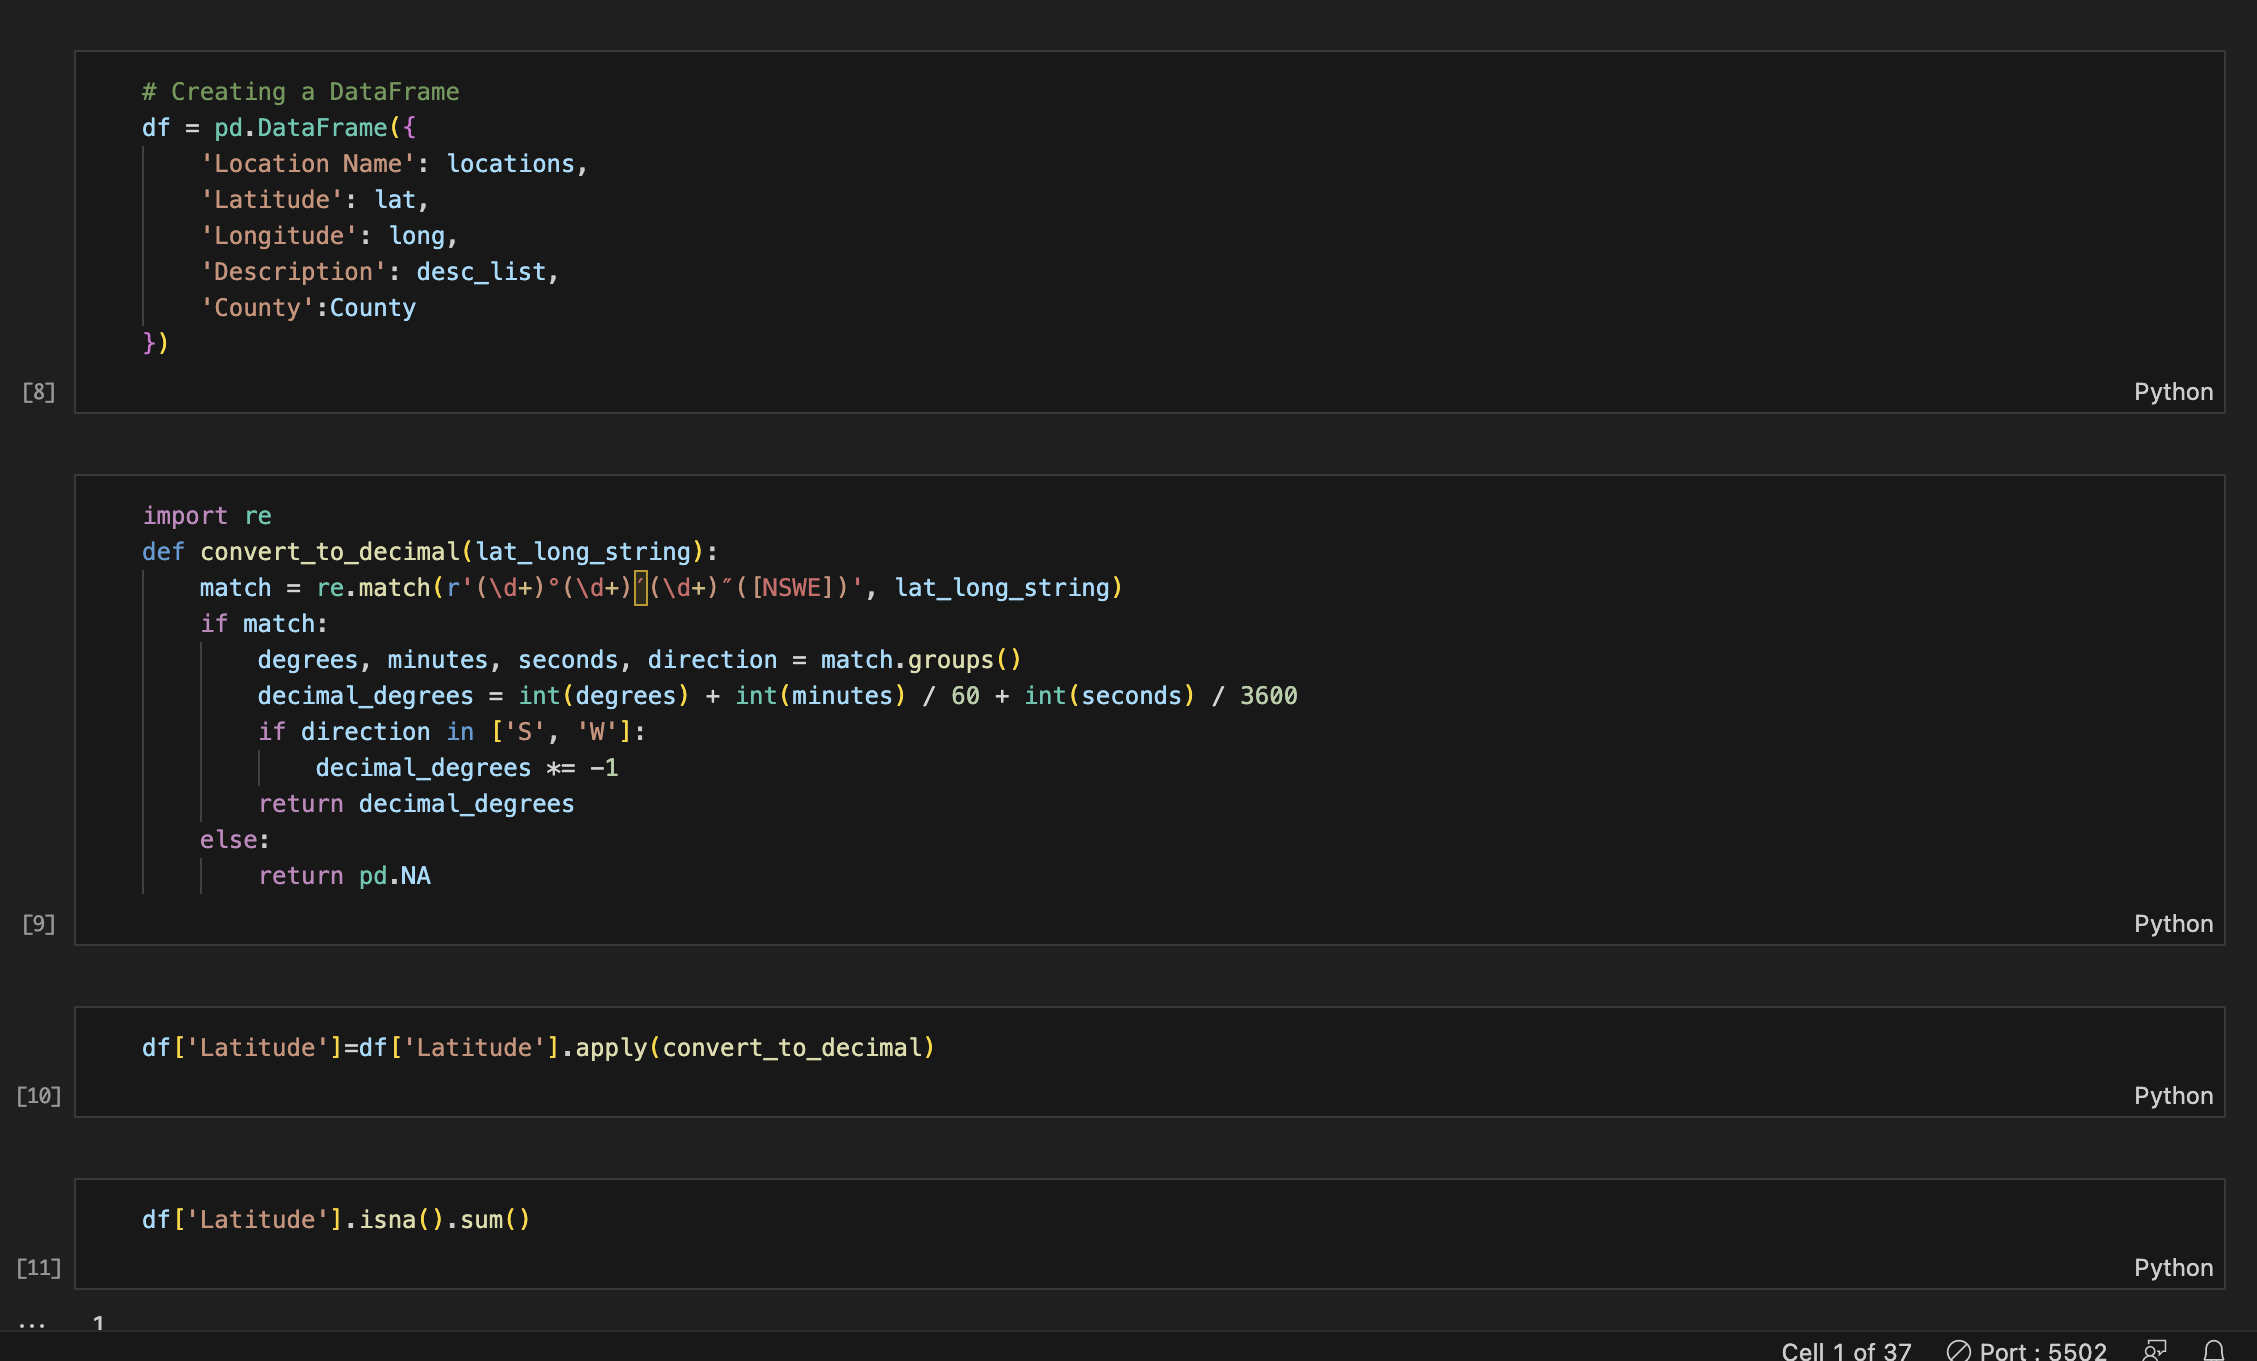 # Creating a DataFrame
df = pd.DataFrame({
    'Location Name': locations,
    'Latitude': lat,
    'Longitude': long,
    'Description': desc_list,
    'County':County
})
[8]
Python
import re
def convert_to_decimal(lat_long_string):
    match = re.match(r'(\d+)°(\d+)′(\d+)″([NSWE])', lat_long_string)
    if match:
        degrees, minutes, seconds, direction = match.groups()
        decimal_degrees = int(degrees) + int(minutes) / 60 + int(seconds) / 3600
        if direction in ['S', 'W']:
            decimal_degrees *= -1
        return decimal_degrees
    else:
        return pd.NA
[9]
Python
df['Latitude']=df['Latitude'].apply(convert_to_decimal)
[10]
Python
df['Latitude'].isna().sum()
[11]
Python
... 1
Cell 1 of 37 Port : 5502